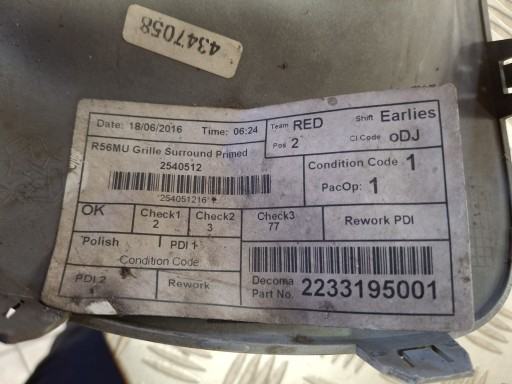 4347058
Date: 18/06/2016 Time: 06:24
Team RED
Pos 2
Shift Earlies
Cl.Code oDJ
R56MU Grille Surround Primed
2540512
*254051216*
Condition Code 1
PacOp: 1
OK
Check1
2
Check2
3
Check3
77
Rework PDI
Polish
PDI 1
Condition Code
PDI 2
Rework
Decoma
Part No. 2233195001